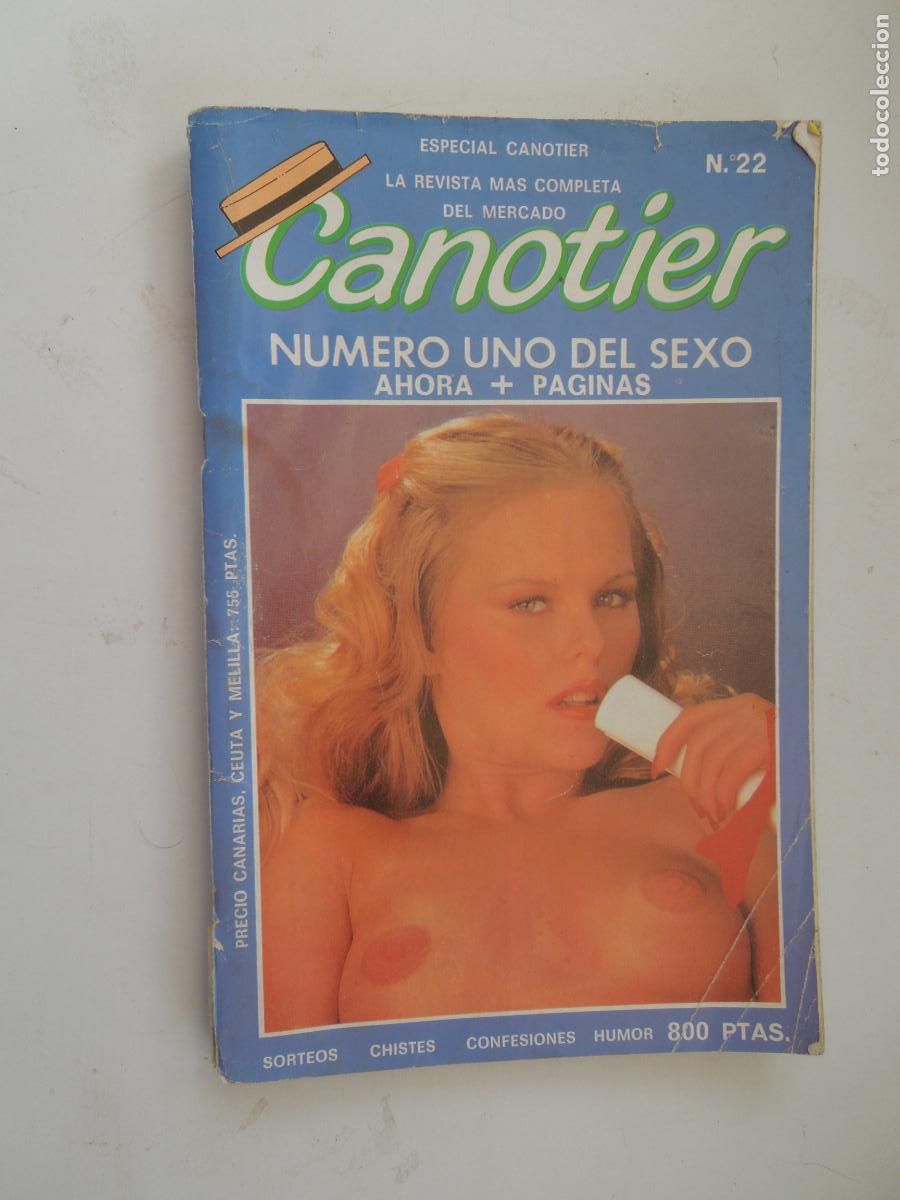 ESPECIAL CANOTIER
N.º 22
LA REVISTA MAS COMPLETA
DEL MERCADO
Canotier
NUMERO UNO DEL SEXO
AHORA + PAGINAS
PRECIO CANARIAS, CEUTA Y MELILLA: 755 PTAS.
SORTEOS CHISTES CONFESIONES HUMOR 800 PTAS.
todocoleccion